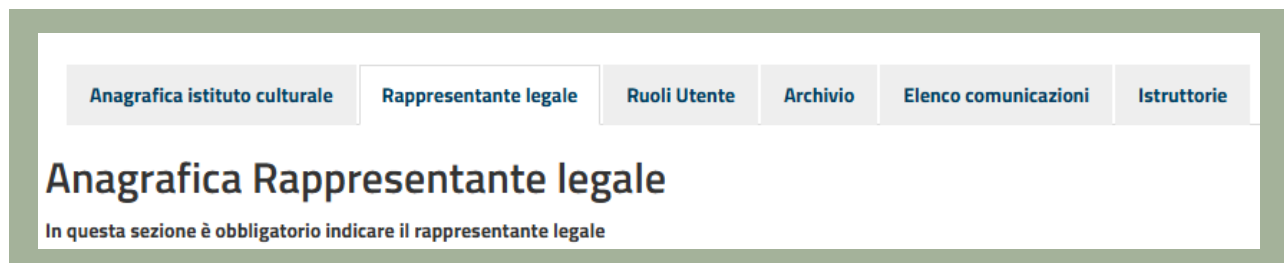 Anagrafica istituto culturale Rappresentante legale Ruoli Utente Archivio Elenco comunicazioni Istruttorie
Anagrafica Rappresentante legale
In questa sezione è obbligatorio indicare il rappresentante legale